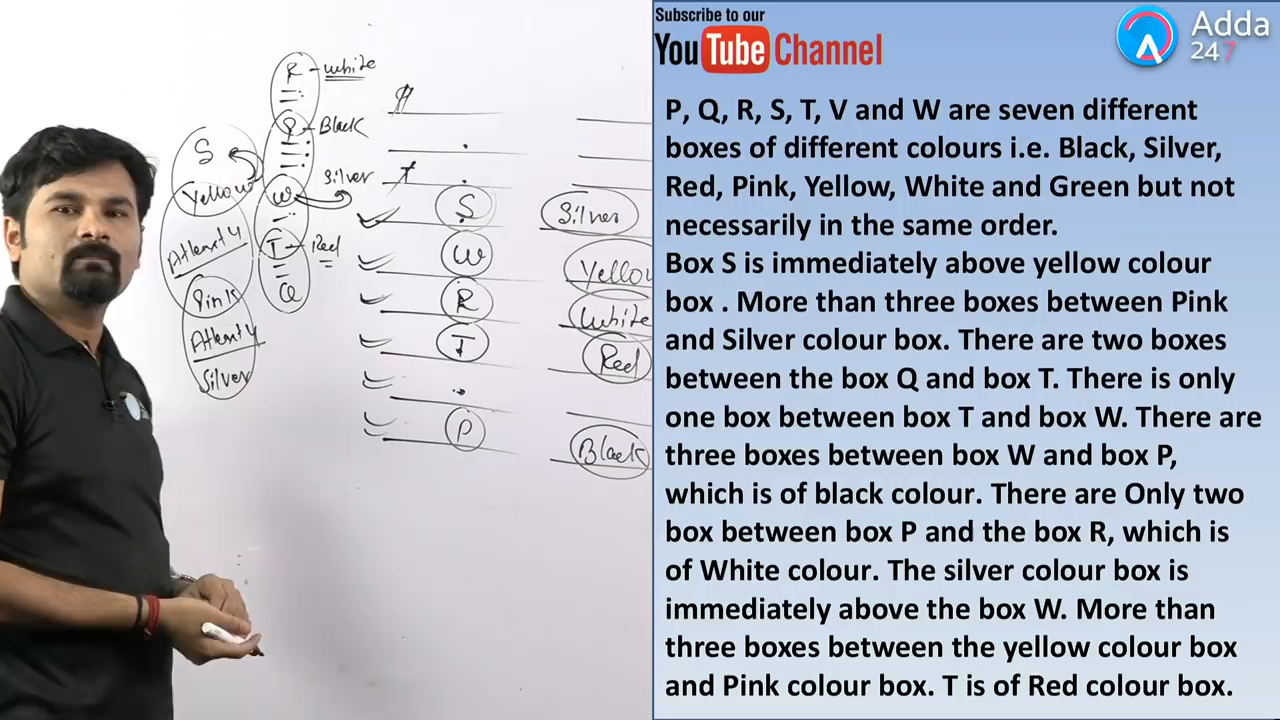 Subscribe to our
YouTube Channel
Adda
247
P, Q, R, S, T, V and W are seven different
boxes of different colours i.e. Black, Silver,
Red, Pink, Yellow, White and Green but not
necessarily in the same order.
Box S is immediately above yellow colour
box . More than three boxes between Pink
and Silver colour box. There are two boxes
between the box Q and box T. There is only
one box between box T and box W. There are
three boxes between box W and box P,
which is of black colour. There are Only two
box between box P and the box R, which is
of White colour. The silver colour box is
immediately above the box W. More than
three boxes between the yellow colour box
and Pink colour box. T is of Red colour box.
S
Yellow
Atleast 4
Pink
Atleast 4
Silver
R - white
P - Black
W Silver
T - Red
Q
S Silver
W Yellow
R White
T Red
P Black